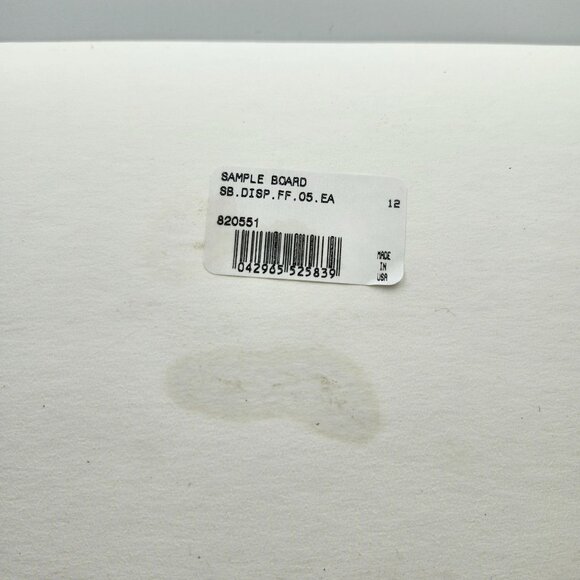 SAMPLE BOARD
SB.DISP.FF.05.EA
12
820551
042965 525839
MADE
IN
USA